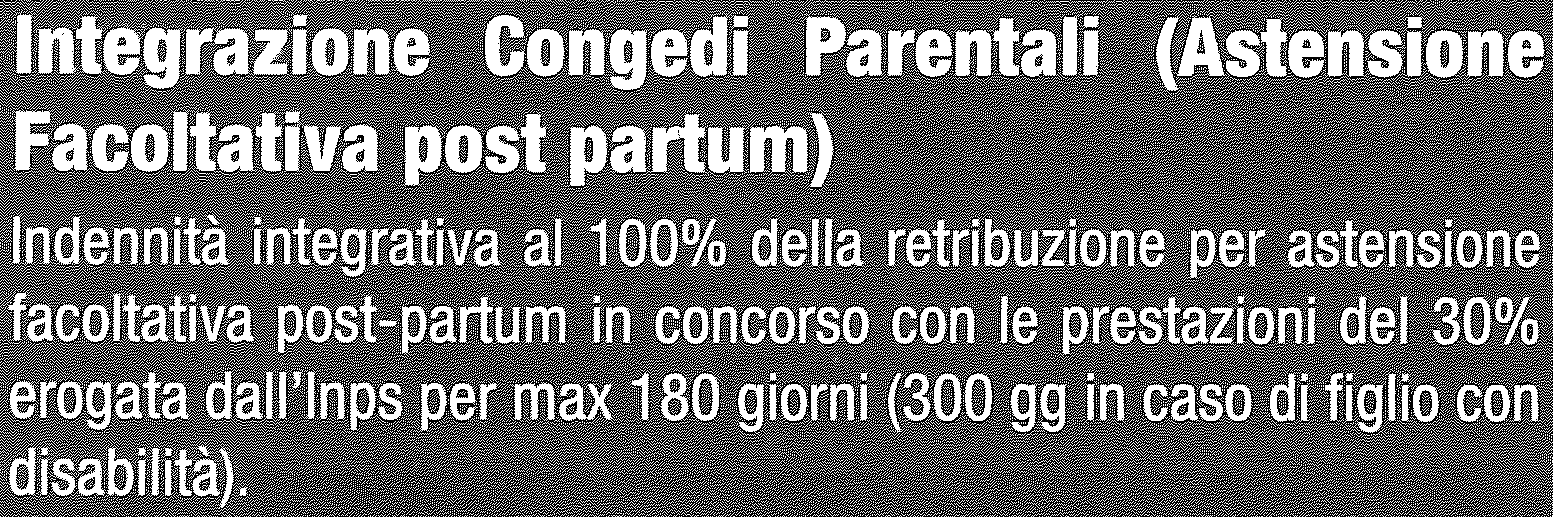 Integrazione Congedi Parentali (Astensione
Facoltativa post partum)
Indennità integrativa al 100% della retribuzione per astensione
facoltativa post-partum in concorso con le prestazioni del 30%
erogata dall'Inps per max 180 giorni (300 gg in caso di figlio con
disabilità).